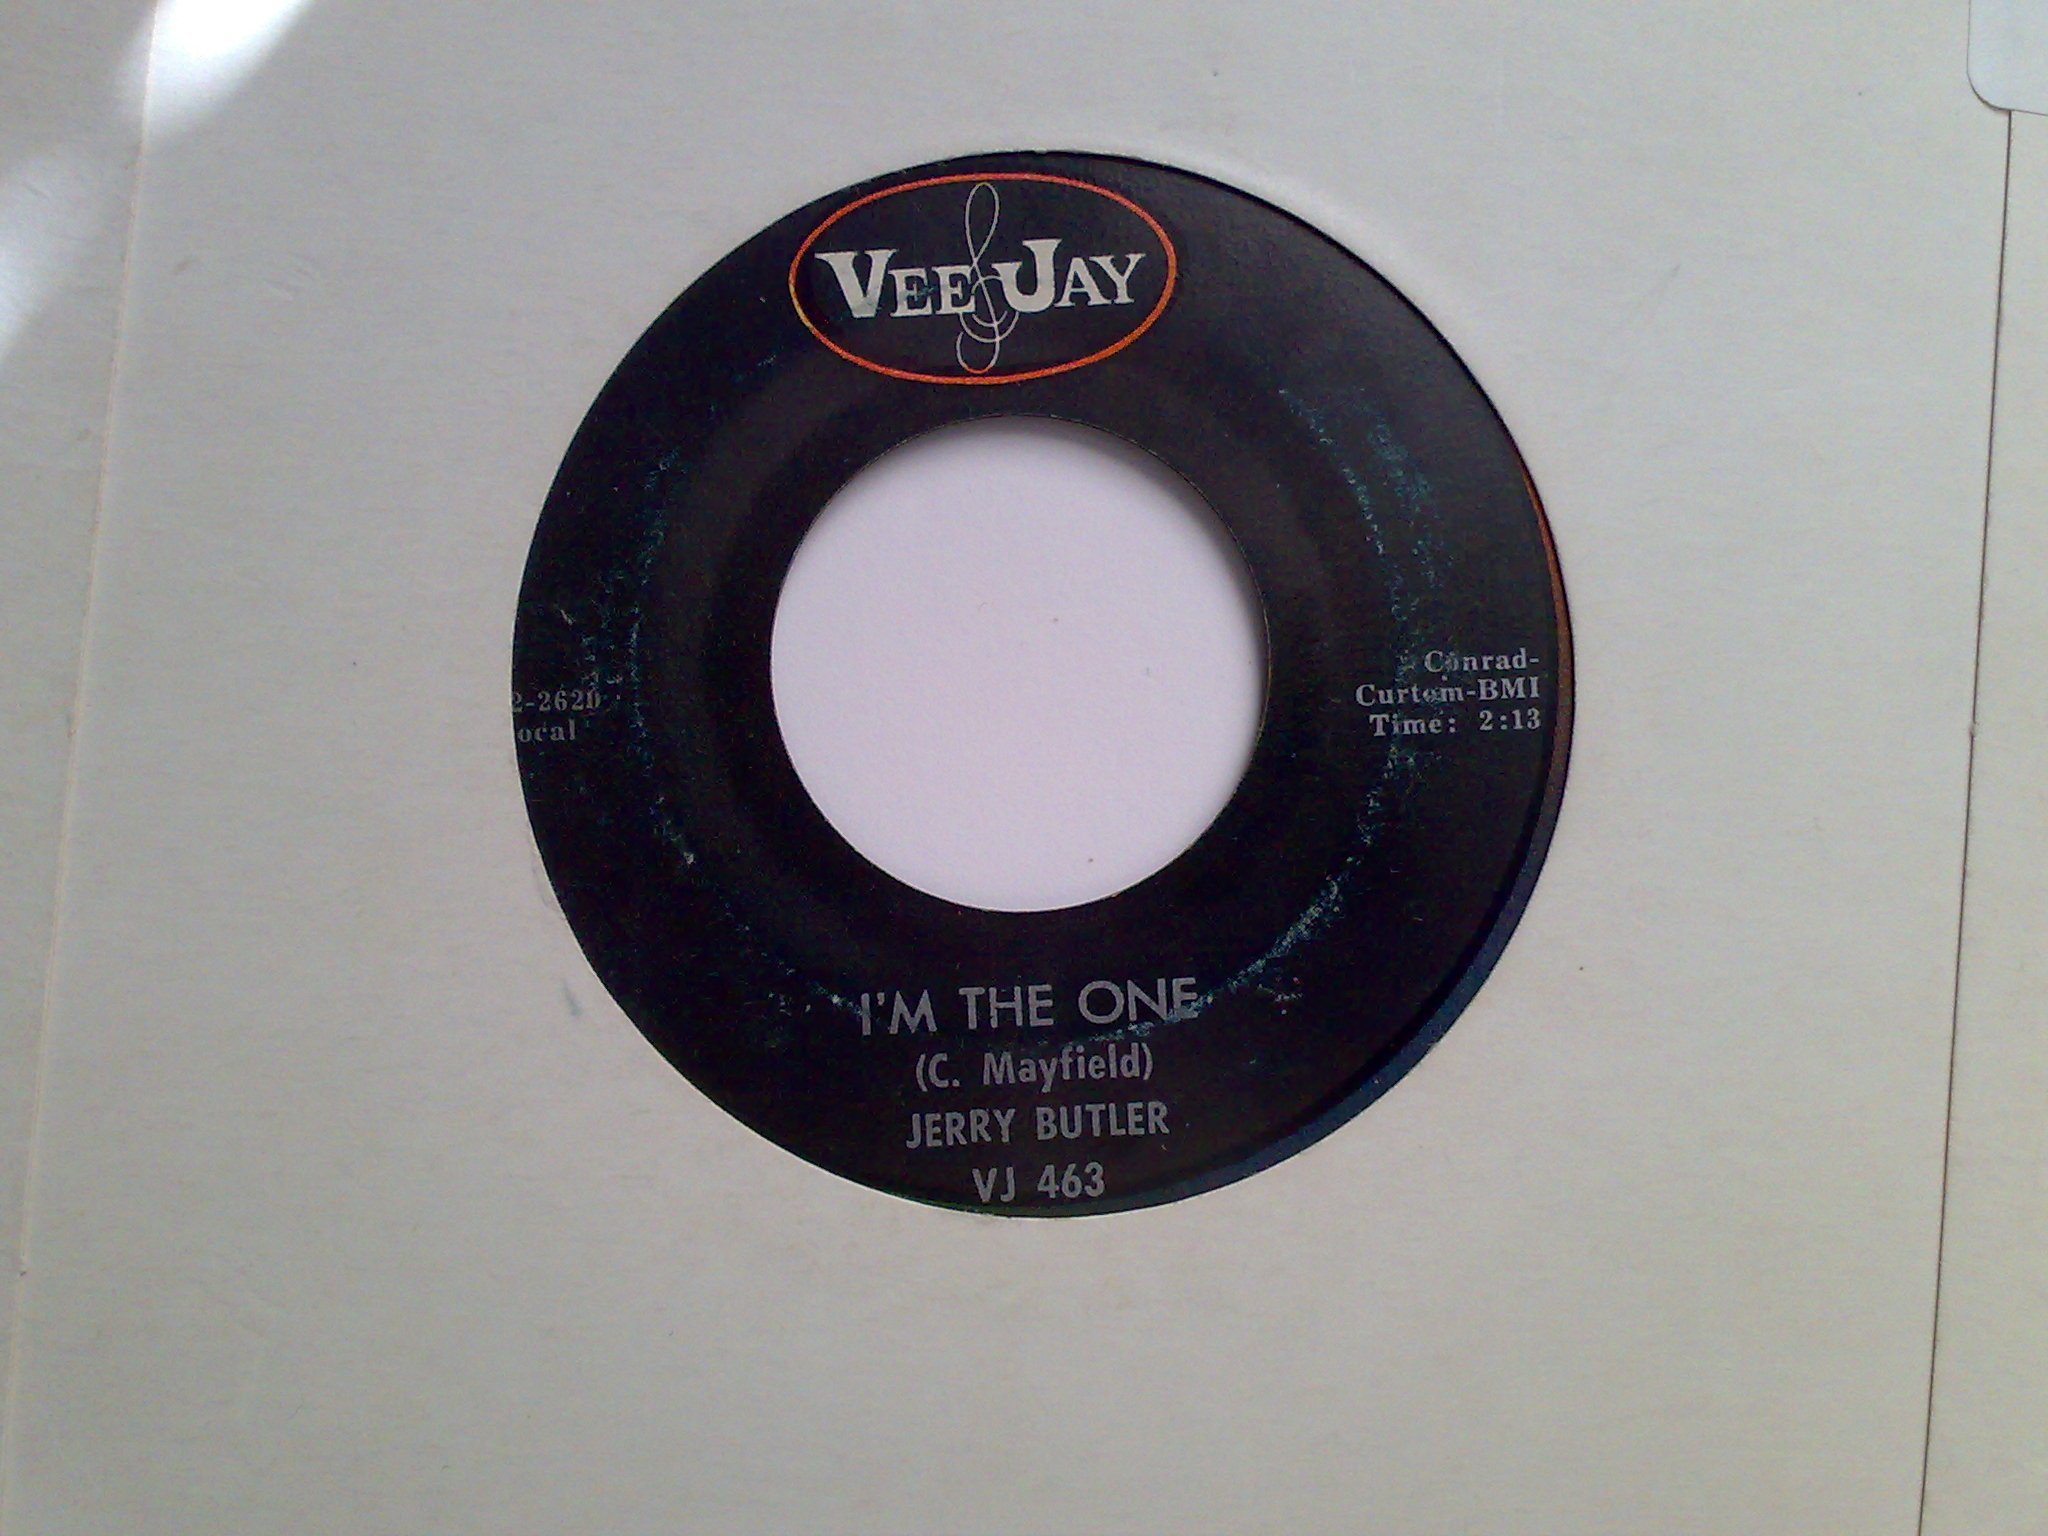 VEE JAY
2-2620
ocal
Conrad-
Curtom-BMI
Time: 2:13
I'M THE ONE
(C. Mayfield)
JERRY BUTLER
VJ 463